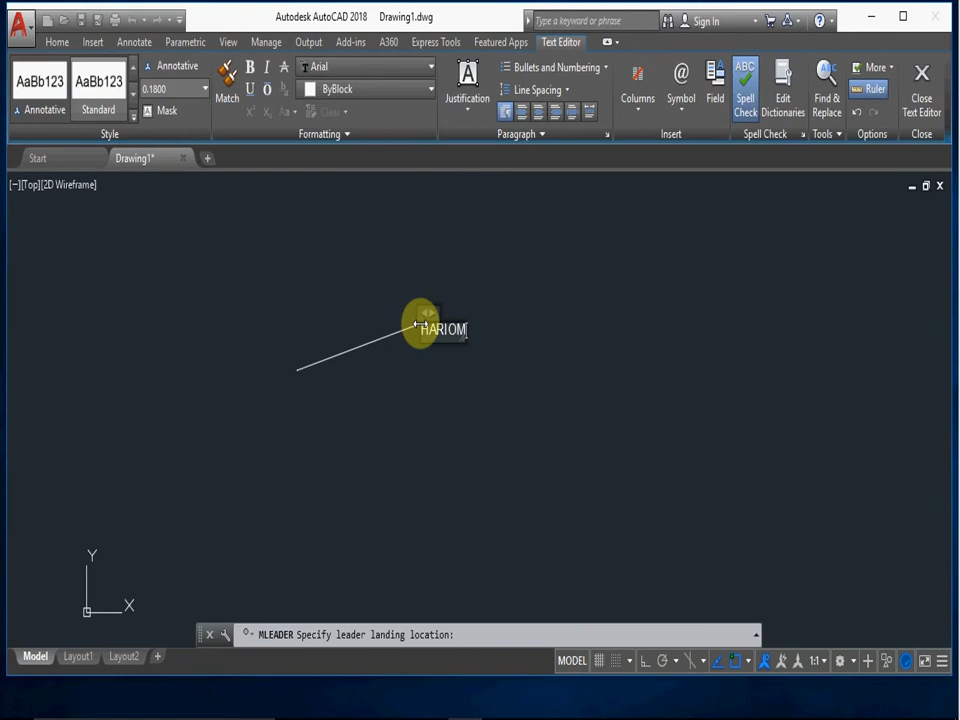 Autodesk AutoCAD 2018 Drawing1.dwg
Type a keyword or phrase
Sign In
Home Insert Annotate Parametric View Manage Output Add-ins A360 Express Tools Featured Apps Text Editor
AaBb123 AaBb123
Annotative Standard
Annotative
0.1800
Mask
Style
Match
B I A Arial
U O ByBlock
Aa Clear
Formatting
Justification
Bullets and Numbering
Line Spacing
Paragraph
Columns
@
Symbol
Field
Insert
ABC
Spell
Check
Edit
Dictionaries
Spell Check
Find &
Replace
Tools
More
Ruler
Options
Close
Text Editor
Close
Start Drawing1*
[−][Top][2D Wireframe]
HARIOM
Y
X
MLEADER Specify leader landing location:
Model Layout1 Layout2 +
MODEL
1:1